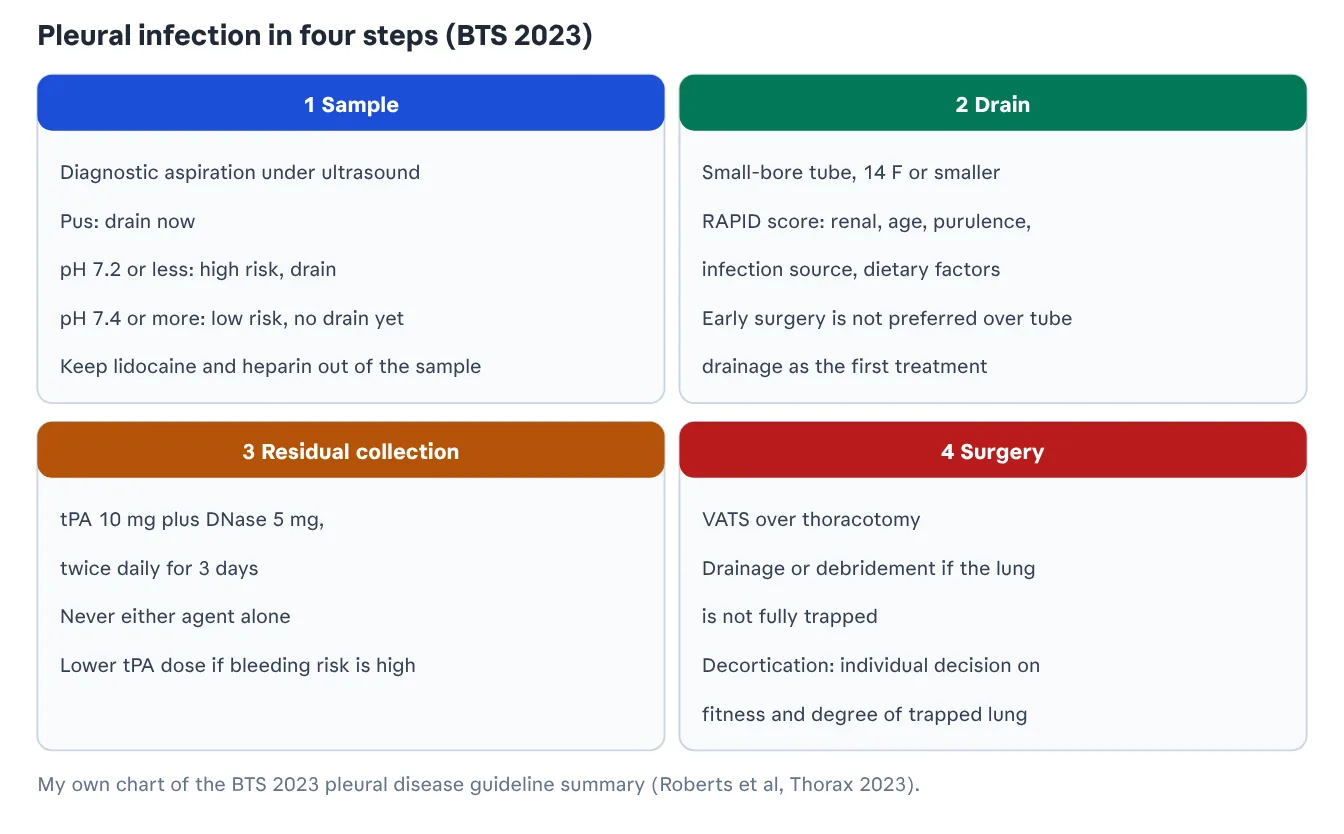 Pleural infection in four steps (BTS 2023)
1 Sample
Diagnostic aspiration under ultrasound
Pus: drain now
pH 7.2 or less: high risk, drain
pH 7.4 or more: low risk, no drain yet
Keep lidocaine and heparin out of the sample
2 Drain
Small-bore tube, 14 F or smaller
RAPID score: renal, age, purulence,
infection source, dietary factors
Early surgery is not preferred over tube
drainage as the first treatment
3 Residual collection
tPA 10 mg plus DNase 5 mg,
twice daily for 3 days
Never either agent alone
Lower tPA dose if bleeding risk is high
4 Surgery
VATS over thoracotomy
Drainage or debridement if the lung
is not fully trapped
Decortication: individual decision on
fitness and degree of trapped lung
My own chart of the BTS 2023 pleural disease guideline summary (Roberts et al, Thorax 2023).